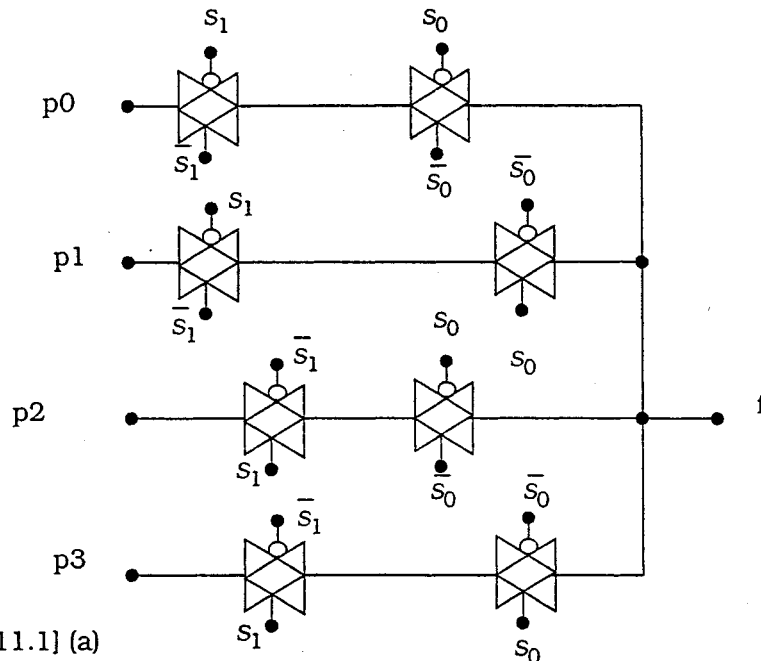 s₁ s₀
p0
s̅₁ s̅₀ s̅₀
s₁
p1
s̅₁
s₀ s₀
s̅₁
p2 f
s₁ s̅₀ s̅₀
s̅₁
p3
s₁ s₀
11.1] (a)